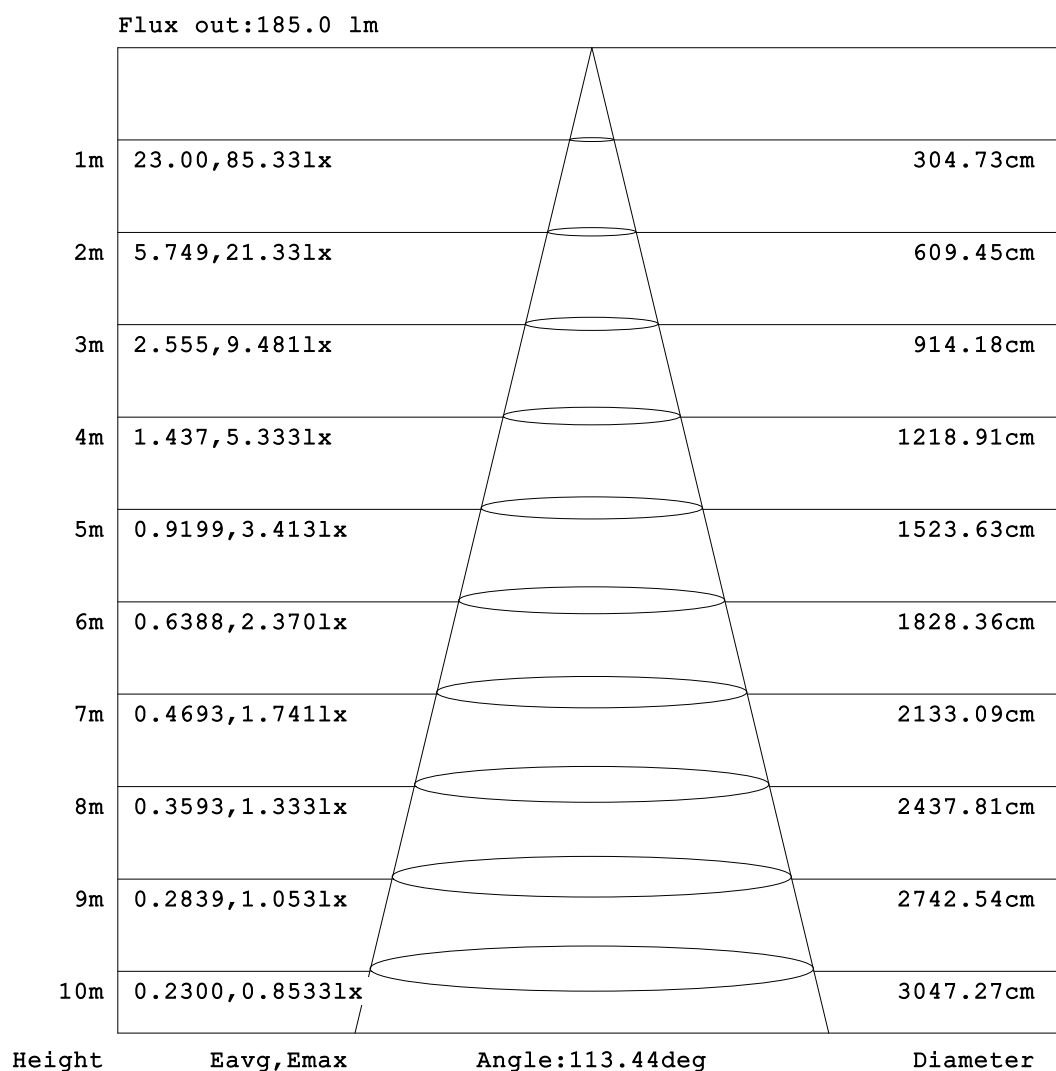 Flux out:185.0 lm
1m 23.00,85.33lx 304.73cm
2m 5.749,21.33lx 609.45cm
3m 2.555,9.481lx 914.18cm
4m 1.437,5.333lx 1218.91cm
5m 0.9199,3.413lx 1523.63cm
6m 0.6388,2.370lx 1828.36cm
7m 0.4693,1.741lx 2133.09cm
8m 0.3593,1.333lx 2437.81cm
9m 0.2839,1.053lx 2742.54cm
10m 0.2300,0.8533lx 3047.27cm
Height Eavg,Emax Angle:113.44deg Diameter